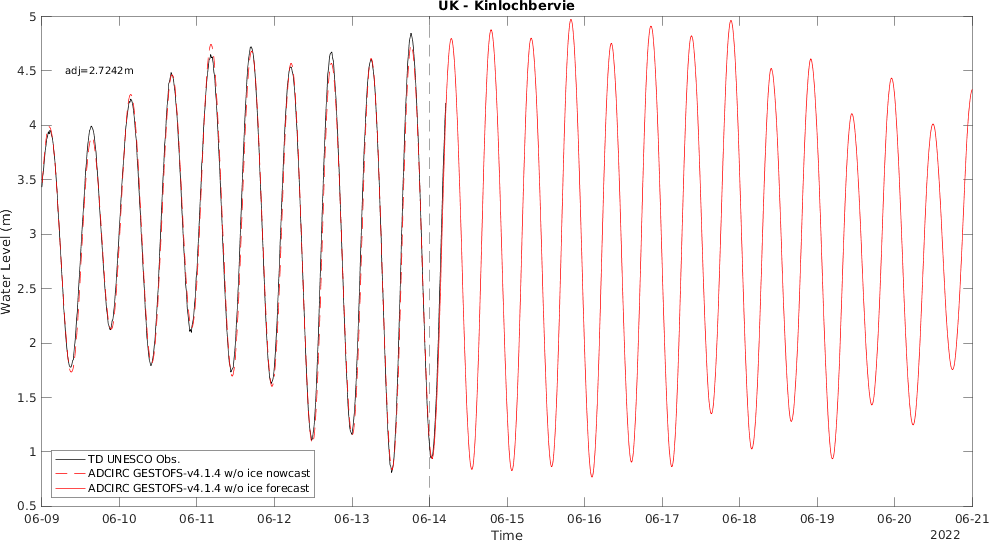 UK - Kinlochbervie
5
4.5
4
3.5
3
2.5
2
1.5
1
0.5
Water Level (m)
adj=2.7242m
TD UNESCO Obs.
ADCIRC GESTOFS-v4.1.4 w/o ice nowcast
ADCIRC GESTOFS-v4.1.4 w/o ice forecast
06-09 06-10 06-11 06-12 06-13 06-14 06-15 06-16 06-17 06-18 06-19 06-20 06-21
Time
2022